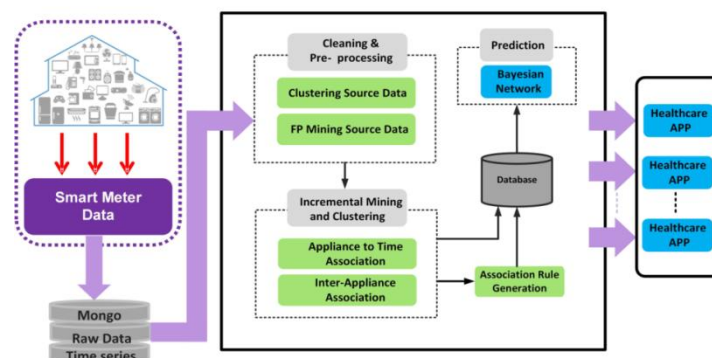 Smart Meter
Data
Mongo
Raw Data
Time series
Cleaning &
Pre- processing
Clustering Source Data
FP Mining Source Data
Incremental Mining
and Clustering
Appliance to Time
Association
Inter-Appliance
Association
Prediction
Bayesian
Network
Database
Association Rule
Generation
Healthcare
APP
Healthcare
APP
Healthcare
APP